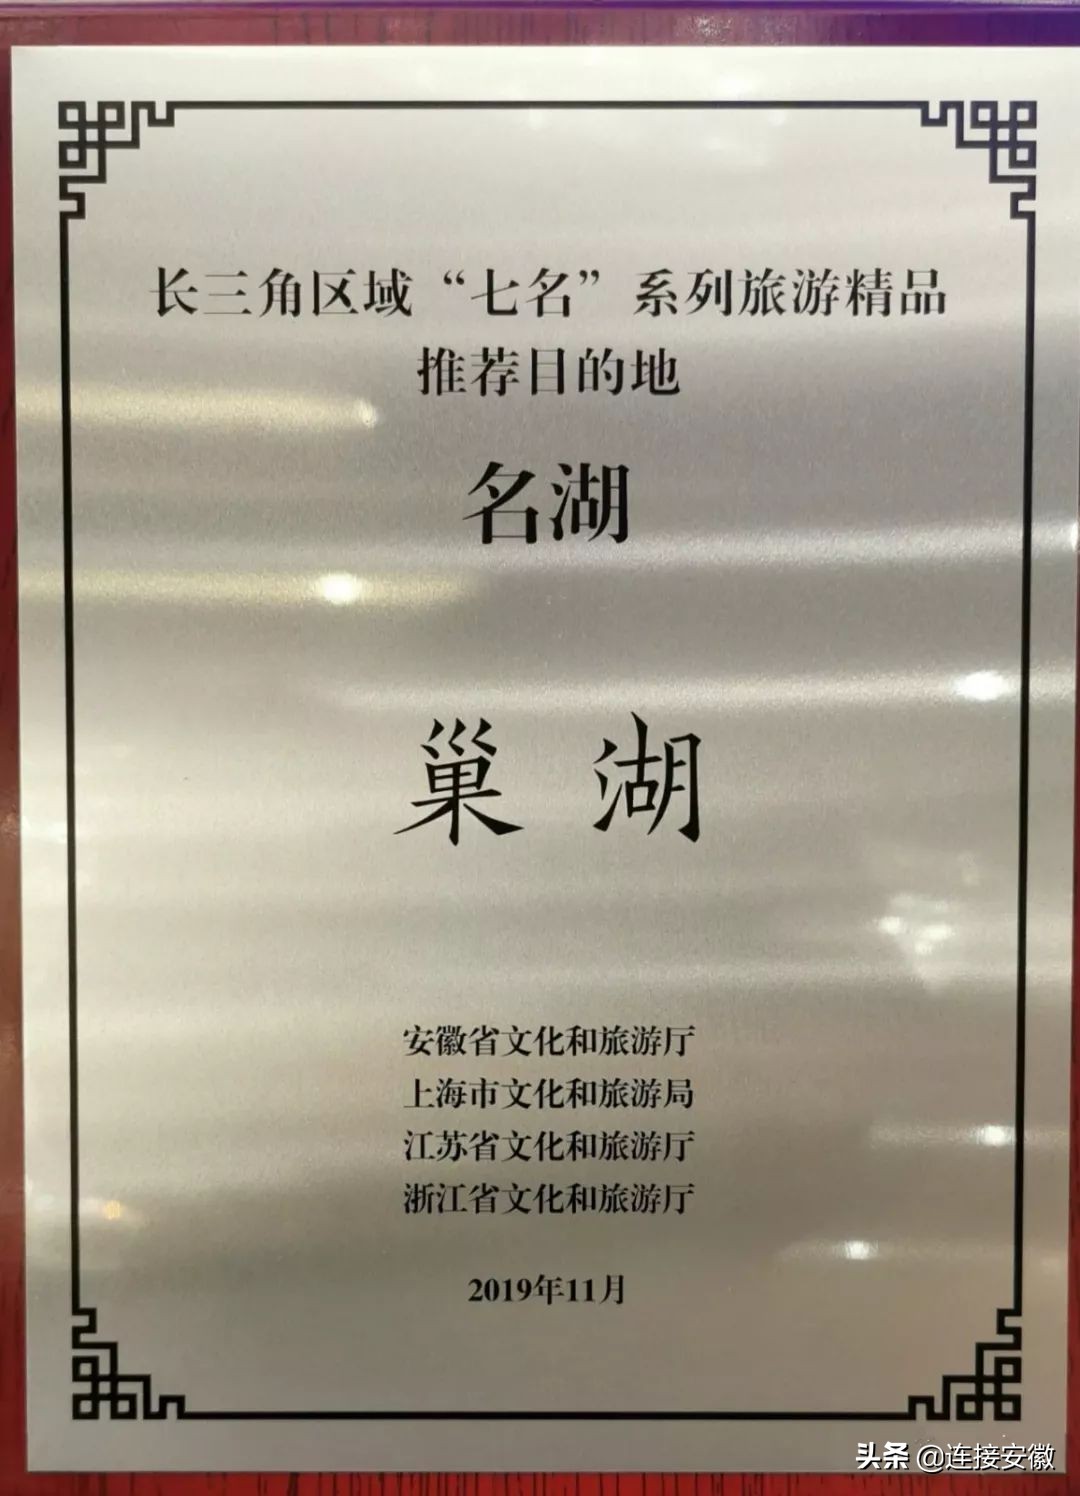 长三角区域“七名”系列旅游精品
推荐目的地
名湖
巢湖
安徽省文化和旅游厅
上海市文化和旅游局
江苏省文化和旅游厅
浙江省文化和旅游厅
2019年11月
头条 @连接安徽